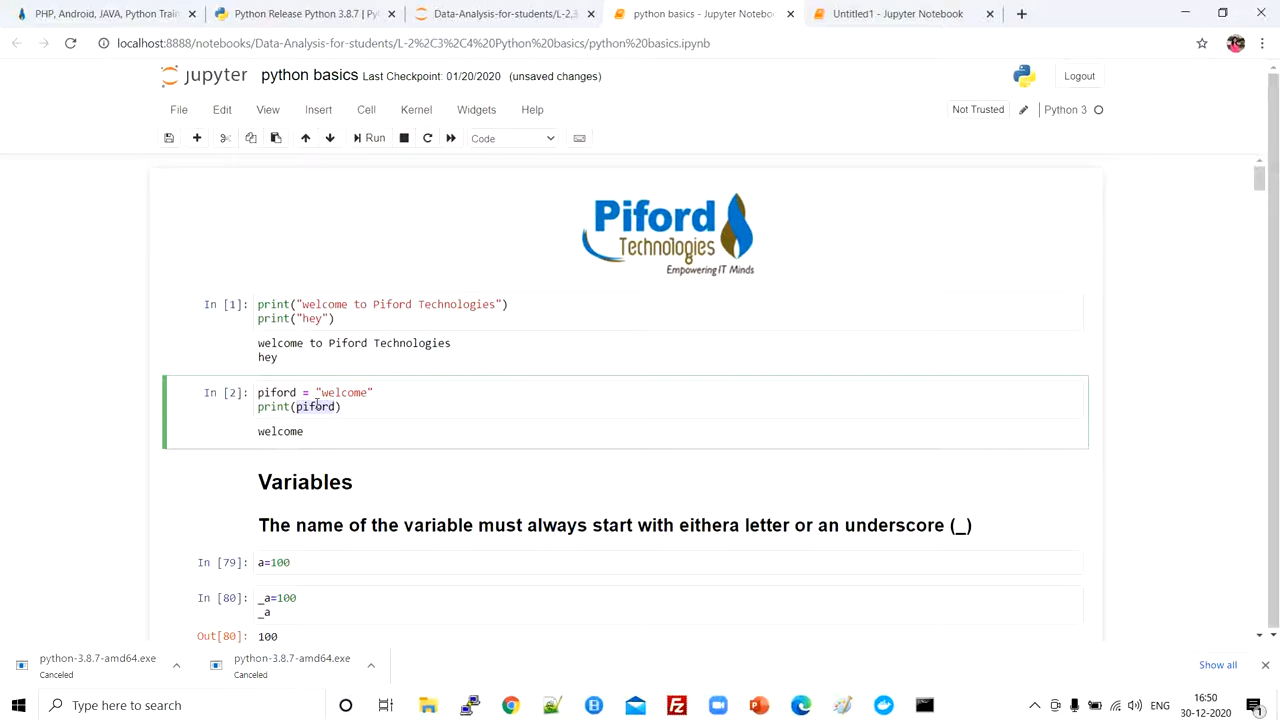 PHP, Android, JAVA, Python Train
Python Release Python 3.8.7 | Py
Data-Analysis-for-students/L-2,3
python basics - Jupyter Notebo
Untitled1 - Jupyter Notebook
localhost:8888/notebooks/Data-Analysis-for-students/L-2%2C3%2C4%20Python%20basics/python%20basics.ipynb
jupyter python basics Last Checkpoint: 01/20/2020 (unsaved changes)
Logout
File Edit View Insert Cell Kernel Widgets Help
Not Trusted
Python 3
Run
Code
Piford
Technologies
Empowering IT Minds
In [1]: print("welcome to Piford Technologies")
print("hey")
welcome to Piford Technologies
hey
In [2]: piford = "welcome"
print(piford)
welcome
Variables
The name of the variable must always start with eithera letter or an underscore (_)
In [79]: a=100
In [80]: _a=100
_a
Out[80]: 100
python-3.8.7-amd64.exe
Canceled
python-3.8.7-amd64.exe
Canceled
Show all
Type here to search
ENG
16:50
30-12-2020
1